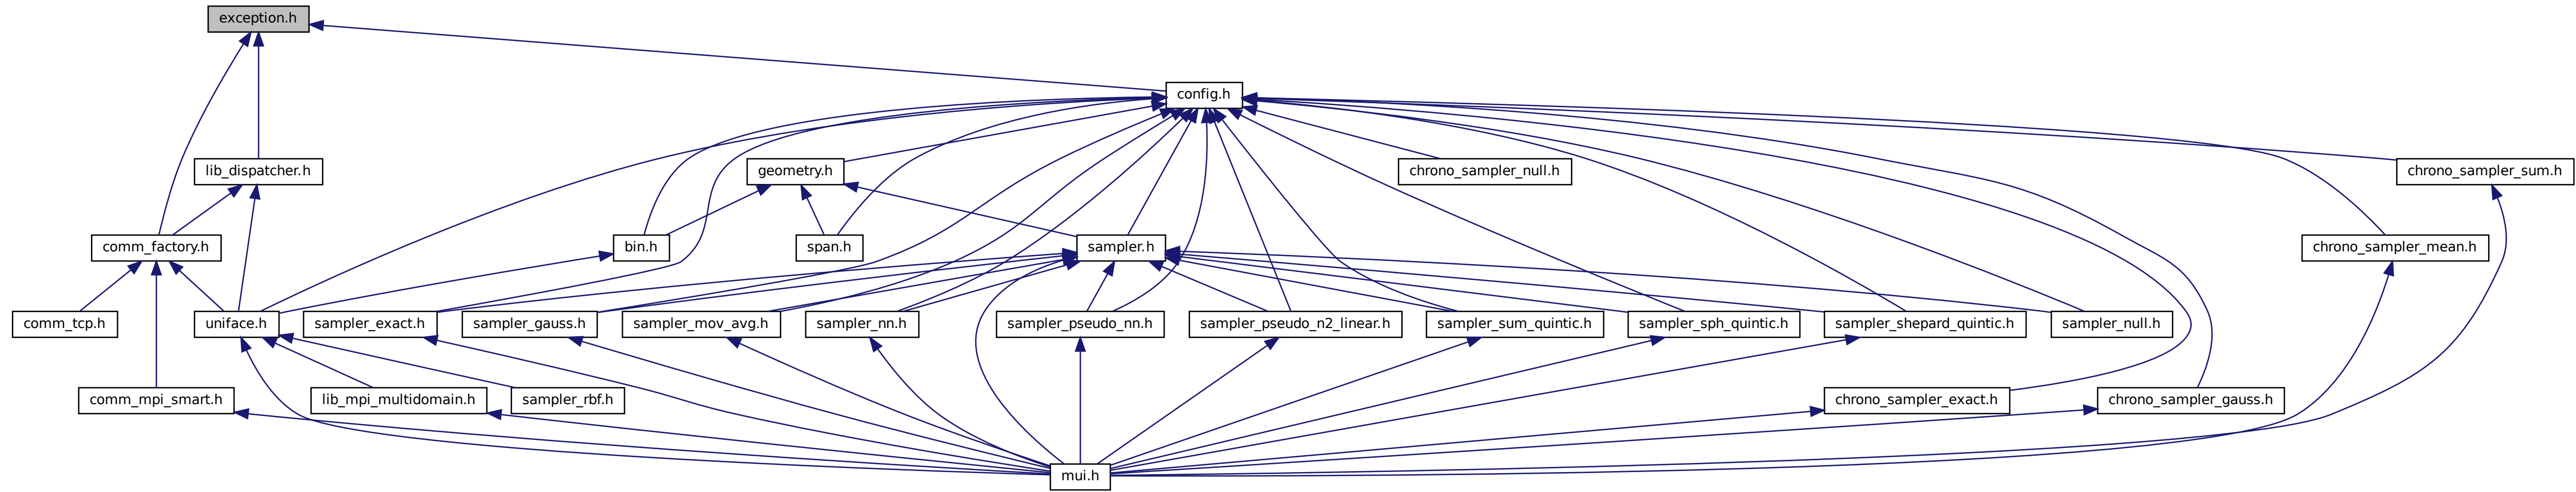 exception.h
config.h
lib_dispatcher.h
geometry.h
chrono_sampler_null.h
chrono_sampler_sum.h
comm_factory.h
bin.h
span.h
sampler.h
chrono_sampler_mean.h
comm_tcp.h
uniface.h
sampler_exact.h
sampler_gauss.h
sampler_mov_avg.h
sampler_nn.h
sampler_pseudo_nn.h
sampler_pseudo_n2_linear.h
sampler_sum_quintic.h
sampler_sph_quintic.h
sampler_shepard_quintic.h
sampler_null.h
comm_mpi_smart.h
lib_mpi_multidomain.h
sampler_rbf.h
chrono_sampler_exact.h
chrono_sampler_gauss.h
mui.h